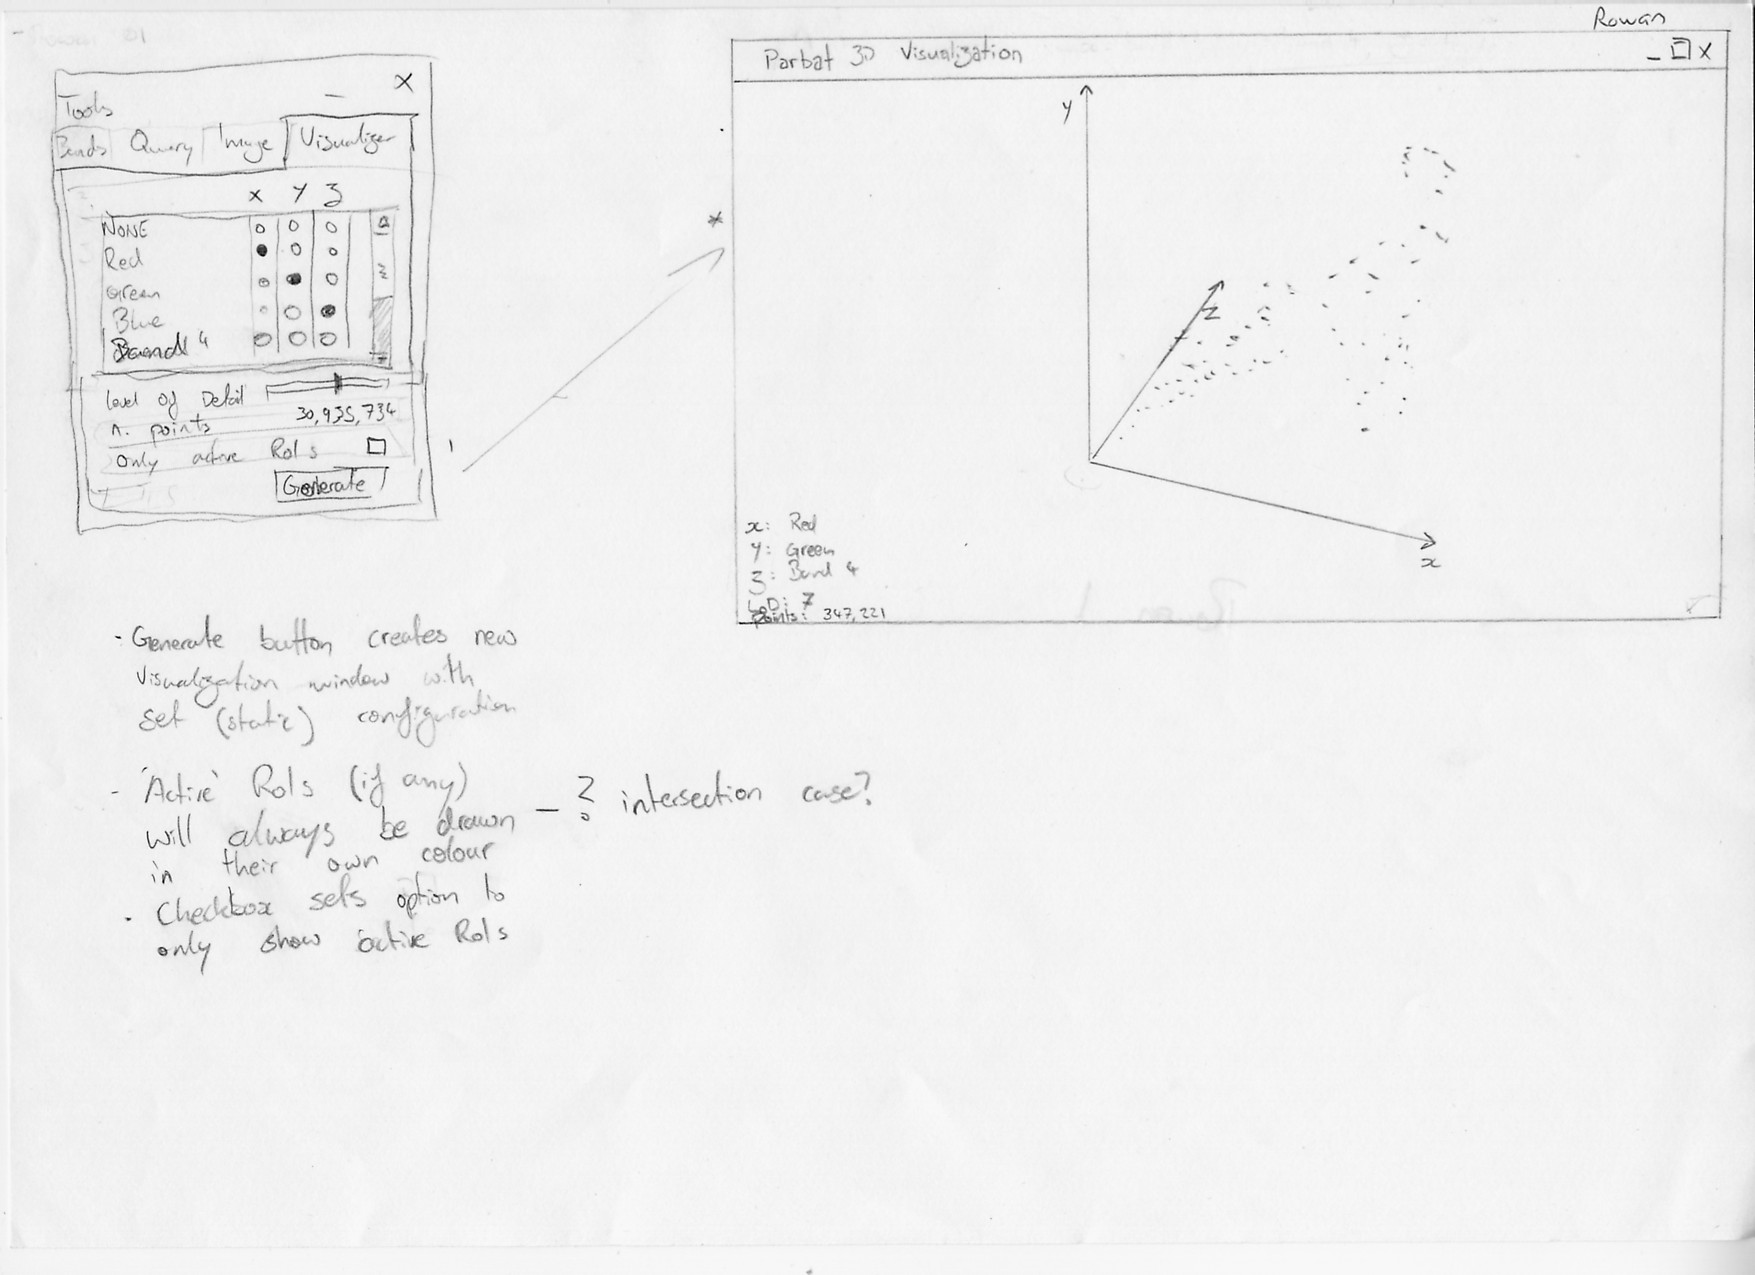 Rowan
Tools
_ X
Bands Query Image Visualizer
X Y Z
NONE
Red
Green
Blue
Band 4
Level of Detail
n. points 30,935,734
Only active RoIs
Generate
1 *
Parbat 3D Visualization
_ □ X
y
Z
x
x: Red
Y: Green
Z: Band 4
LoD: 7
Points: 347,221
- Generate button creates new
Visualization window with
set (static) configuration
- 'Active' RoIs (if any)
will always be drawn
in their own colour
- ? intersection case?
- Checkbox sets option to
only show active RoIs